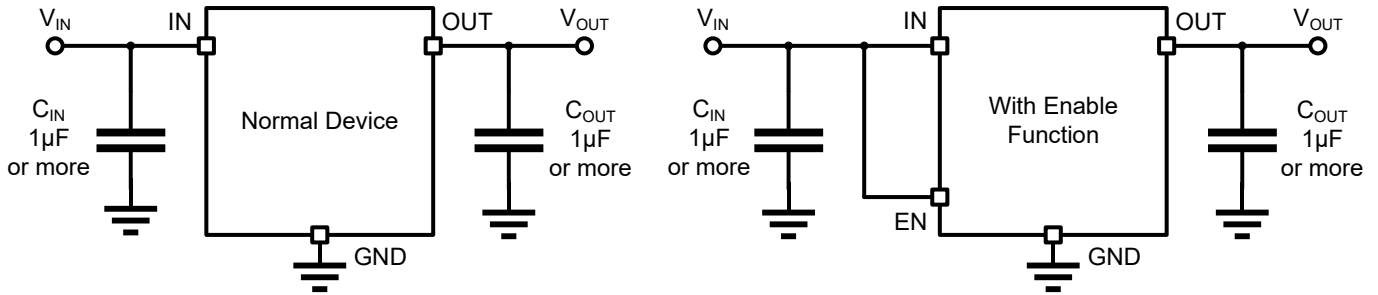 VIN
IN
OUT
VOUT
CIN
1µF
or more
Normal Device
COUT
1µF
or more
GND
VIN
IN
OUT
VOUT
CIN
1µF
or more
With Enable
Function
COUT
1µF
or more
EN
GND